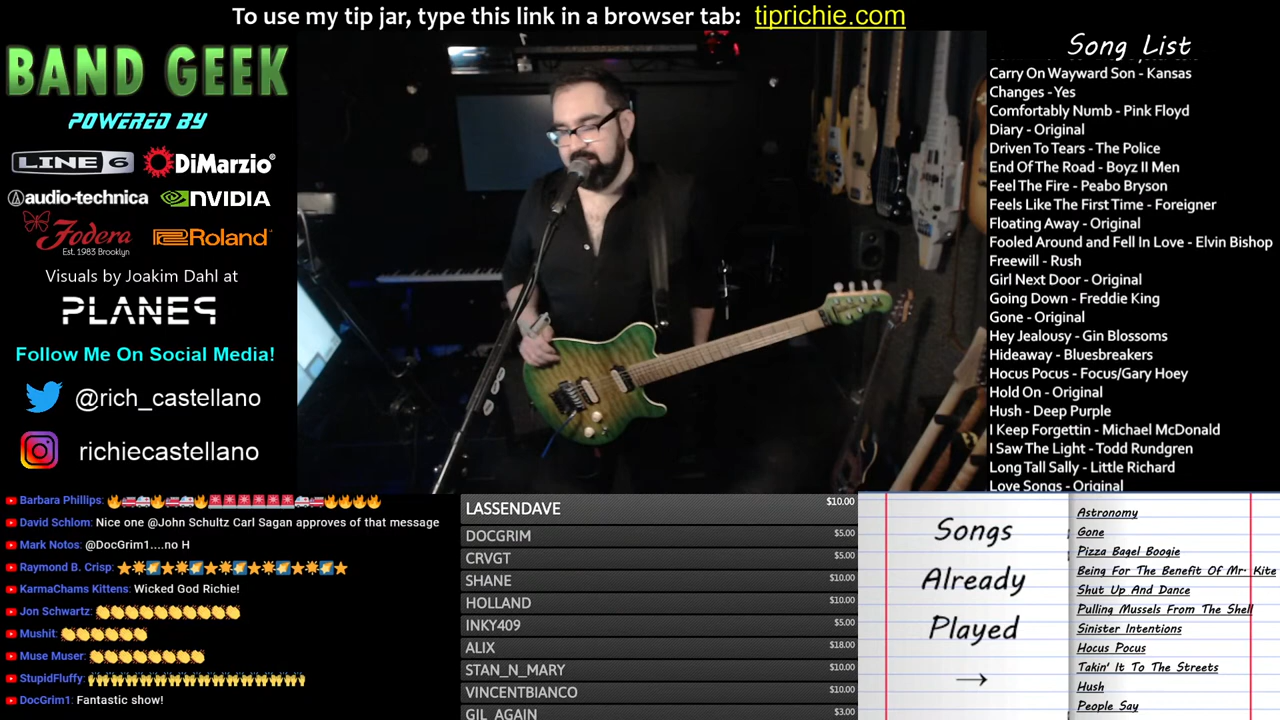 To use my tip jar, type this link in a browser tab: tiprichie.com
BAND GEEK
POWERED BY
LINE 6
DiMarzio®
audio-technica
NVIDIA
Fodera
Est. 1983 Brooklyn
Roland
Visuals by Joakim Dahl at
PLANE9
Follow Me On Social Media!
@rich_castellano
richiecastellano
Song List
Carry On Wayward Son - Kansas
Changes - Yes
Comfortably Numb - Pink Floyd
Diary - Original
Driven To Tears - The Police
End Of The Road - Boyz II Men
Feel The Fire - Peabo Bryson
Feels Like The First Time - Foreigner
Floating Away - Original
Fooled Around and Fell In Love - Elvin Bishop
Freewill - Rush
Girl Next Door - Original
Going Down - Freddie King
Gone - Original
Hey Jealousy - Gin Blossoms
Hideaway - Bluesbreakers
Hocus Pocus - Focus/Gary Hoey
Hold On - Original
Hush - Deep Purple
I Keep Forgettin - Michael McDonald
I Saw The Light - Todd Rundgren
Long Tall Sally - Little Richard
Love Songs - Original
Barbara Phillips:
David Schlom: Nice one @John Schultz Carl Sagan approves of that message
Mark Notos: @DocGrim1....no H
Raymond B. Crisp:
KarmaChams Kittens: Wicked God Richie!
Jon Schwartz:
Mushit:
Muse Muser:
StupidFluffy:
DocGrim1: Fantastic show!
LASSENDAVE $10.00
DOCGRIM $5.00
CRVGT $5.00
SHANE $10.00
HOLLAND $10.00
INKY409 $5.00
ALIX $18.00
STAN_N_MARY $10.00
VINCENTBIANCO $10.00
GIL_AGAIN $3.00
Songs
Already
Played
→
Astronomy
Gone
Pizza Bagel Boogie
Being For The Benefit Of Mr. Kite
Shut Up And Dance
Pulling Mussels From The Shell
Sinister Intentions
Hocus Pocus
Takin' It To The Streets
Hush
People Say